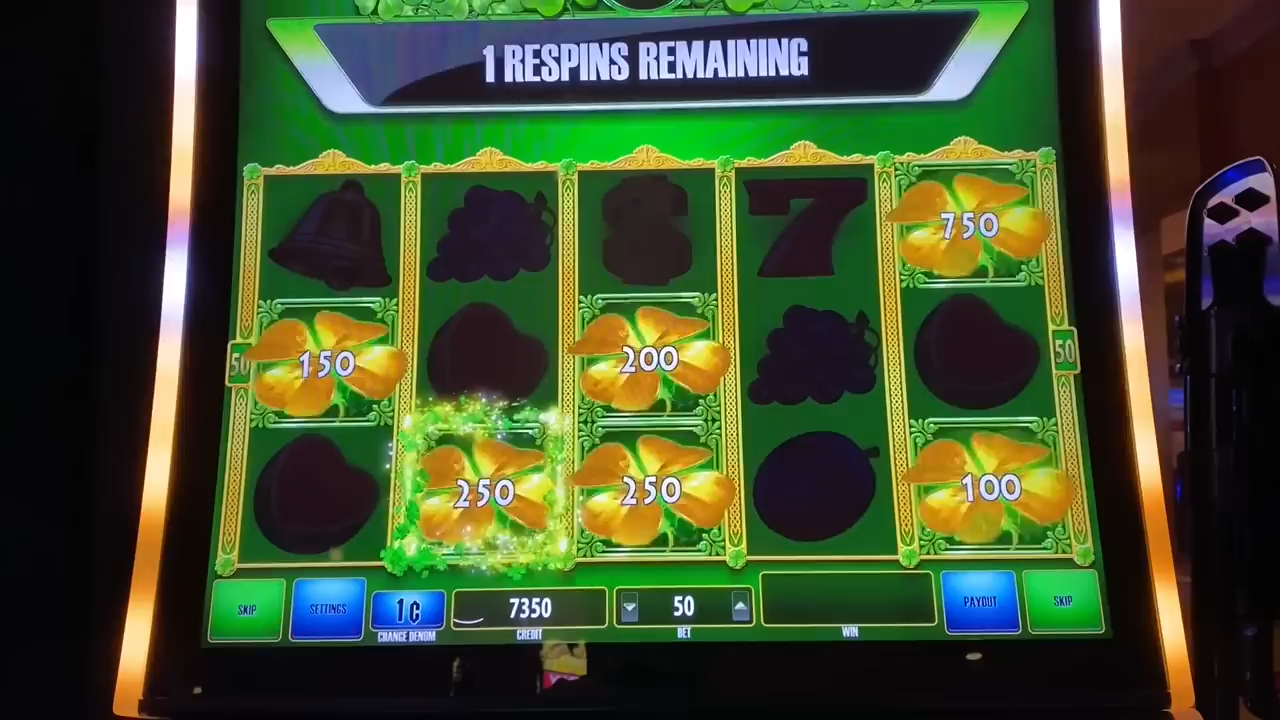 1 RESPINS REMAINING
7
750
50
150
200
50
250
250
100
SKIP
SETTINGS
1¢
CHANGE DENOM
7350
CREDIT
50
BET
WIN
PAYOUT
SKIP